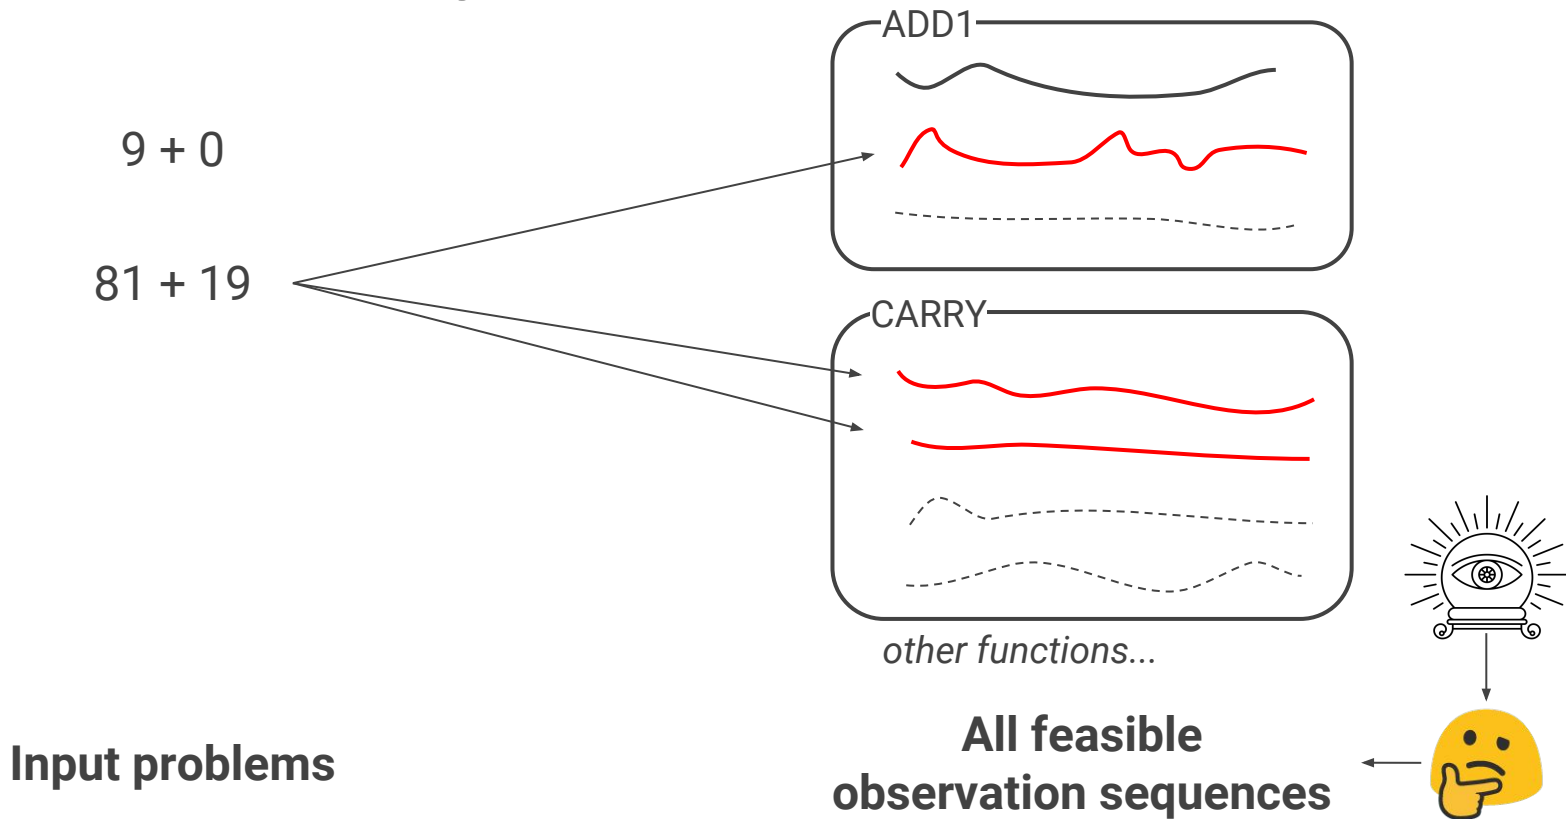 ADD1
9 + 0
81 + 19
CARRY
other functions...
Input problems
All feasible
observation sequences